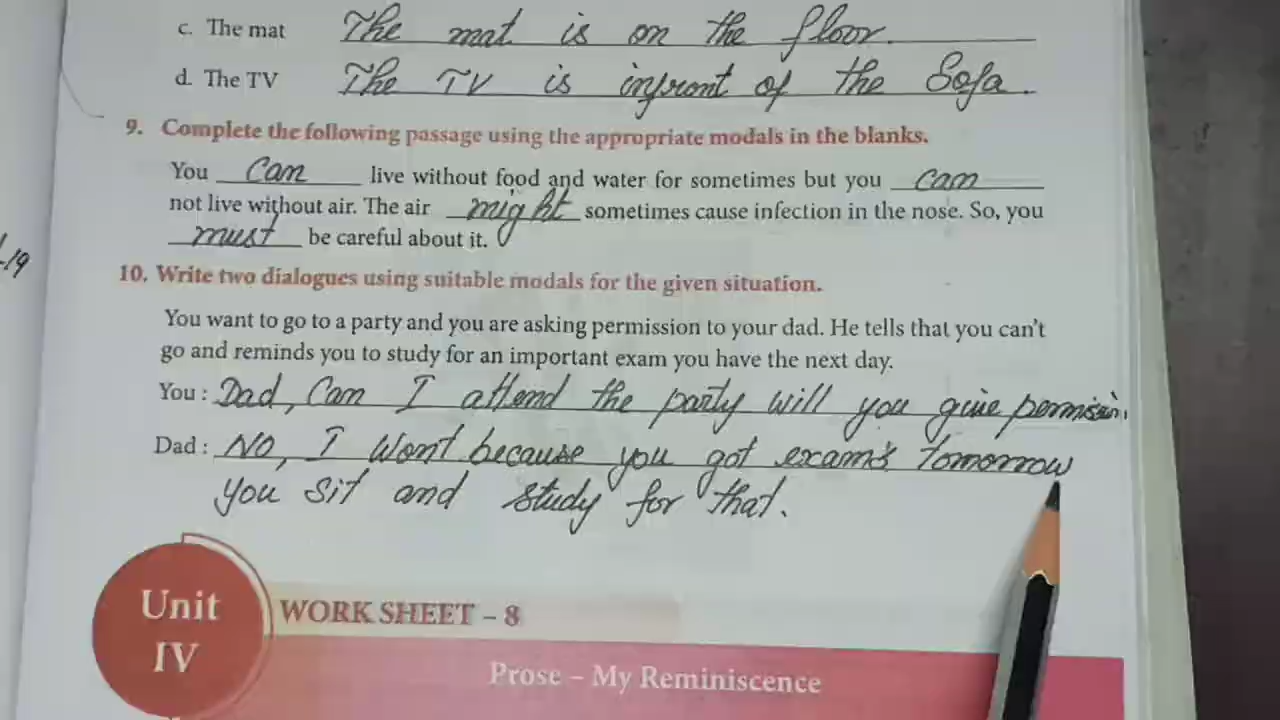 c. The mat The mat is on the floor.
d. The TV The TV is infront of the Sofa.
9. Complete the following passage using the appropriate modals in the blanks.
You can live without food and water for sometimes but you can
not live without air. The air might sometimes cause infection in the nose. So, you
must be careful about it.
-19
10. Write two dialogues using suitable modals for the given situation.
You want to go to a party and you are asking permission to your dad. He tells that you can't
go and reminds you to study for an important exam you have the next day.
You : Dad, Can I attend the party will you give
Dad : No, I Won't because you got exams tomorrow
you sit and study for that.
Unit
IV
WORK SHEET – 8
Prose – My Reminiscence